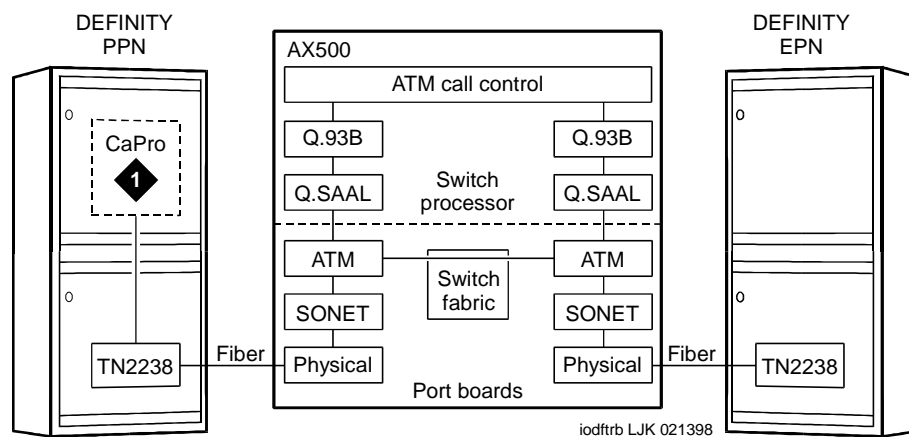 DEFINITY
PPN
DEFINITY
EPN
AX500
ATM call control
CaPro
1
Q.93B
Q.93B
Q.SAAL
Switch
processor
Q.SAAL
ATM
Switch
fabric
ATM
SONET
SONET
TN2238
Fiber
Physical
Physical
Fiber
TN2238
Port boards
iodftrb LJK 021398